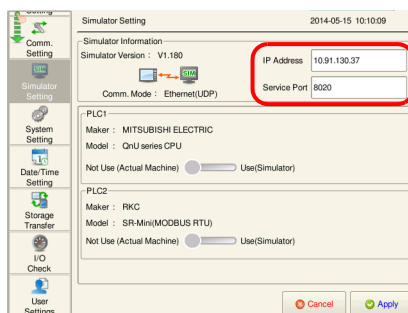 Setting
Comm.
Setting
SIM
Simulator
Setting
System
Setting
Date/Time
Setting
Storage
Transfer
I/O
Check
User
Settings
Simulator Setting
2014-05-15 10:10:09
Simulator Information
Simulator Version : V1.180
SIM
Comm. Mode : Ethernet(UDP)
IP Address 10.91.130.37
Service Port 8020
PLC1
Maker : MITSUBISHI ELECTRIC
Model : QnU series CPU
Not Use (Actual Machine) Use(Simulator)
PLC2
Maker : RKC
Model : SR-Mini(MODBUS RTU)
Not Use (Actual Machine) Use(Simulator)
Cancel
Apply